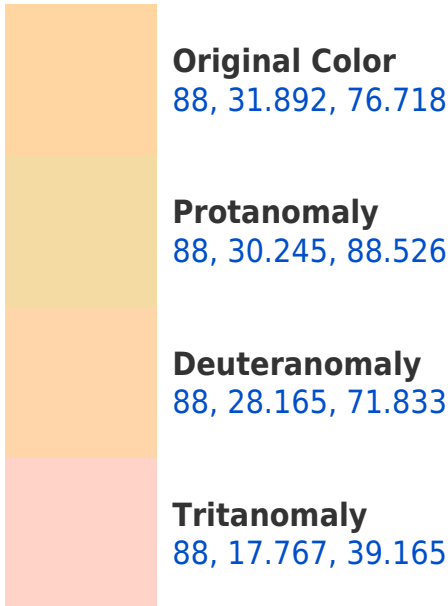 Original Color
88, 31.892, 76.718
Protanomaly
88, 30.245, 88.526
Deuteranomaly
88, 28.165, 71.833
Tritanomaly
88, 17.767, 39.165